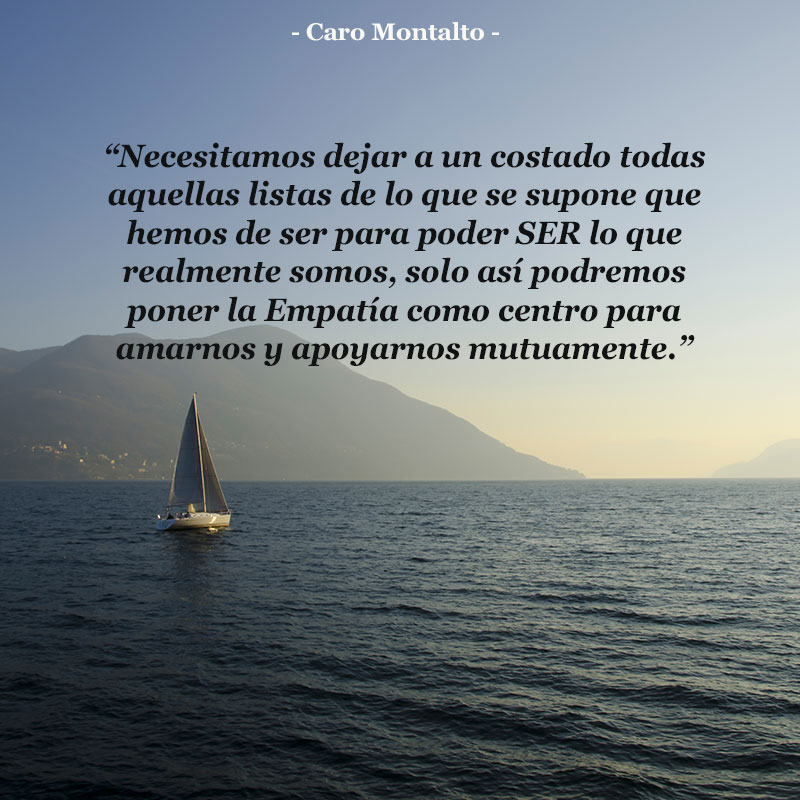 - Caro Montalto -
“Necesitamos dejar a un costado todas
aquellas listas de lo que se supone que
hemos de ser para poder SER lo que
realmente somos, solo así podremos
poner la Empatía como centro para
amarnos y apoyarnos mutuamente.”